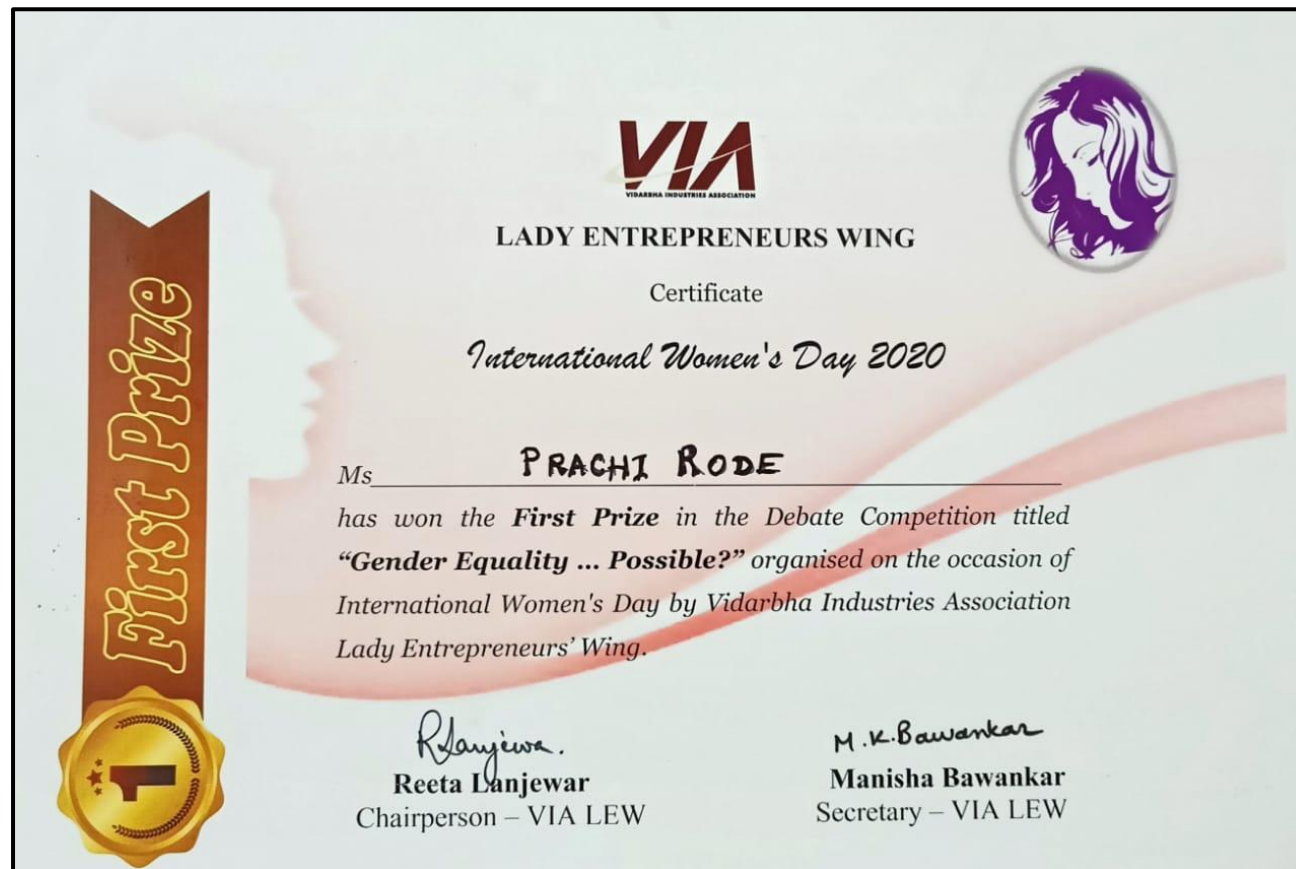 VIA
VIDARBHA INDUSTRIES ASSOCIATION
LADY ENTREPRENEURS WING
Certificate
International Women's Day 2020
First Prize
1
Ms PRACHI RODE
has won the First Prize in the Debate Competition titled
“Gender Equality ... Possible?” organised on the occasion of
International Women's Day by Vidarbha Industries Association
Lady Entrepreneurs’ Wing.
R Lanjewa.
Reeta Lanjewar
Chairperson – VIA LEW
M.K.Bawankar
Manisha Bawankar
Secretary – VIA LEW